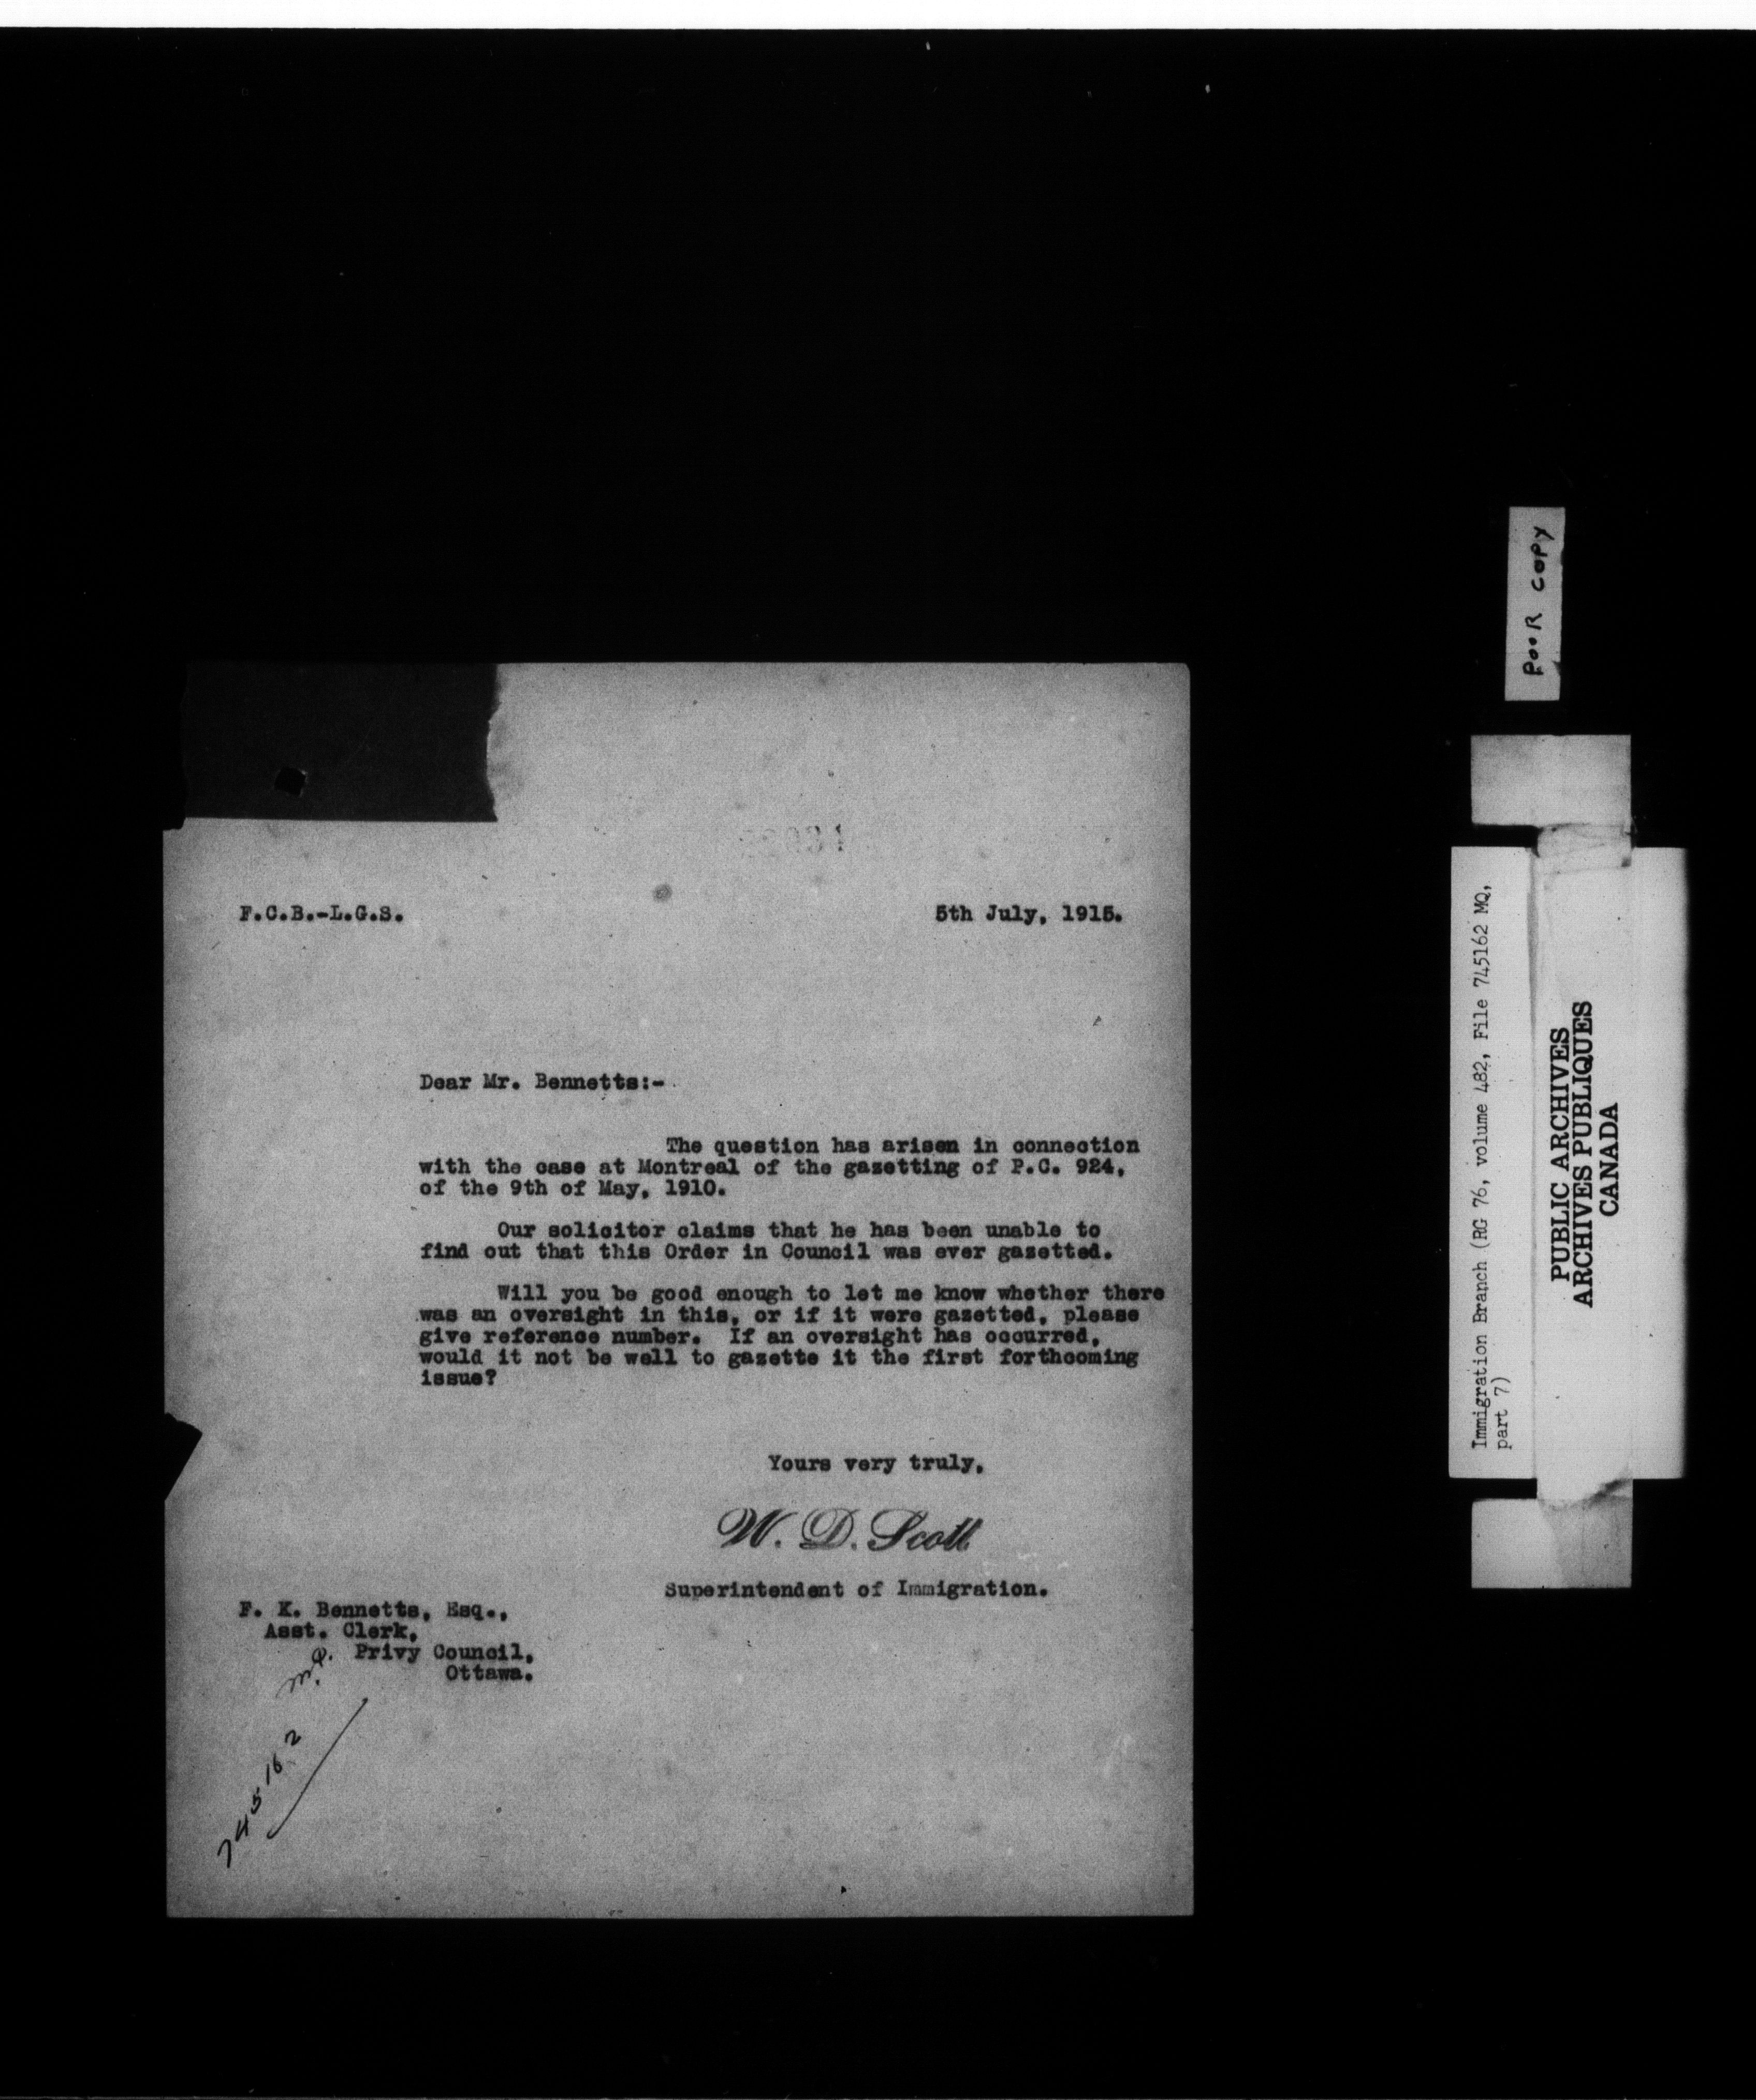 F.C.B.-L.G.S.
5th July, 1915.
Dear Mr. Bennetts:-
The question has arisen in connection
with the case at Montreal of the gazetting of P.C. 924,
of the 9th of May, 1910.
Our solicitor claims that he has been unable to
find out that this Order in Council was ever gazetted.
Will you be good enough to let me know whether there
was an oversight in this, or if it were gazetted, please
give reference number. If an oversight has occurred,
would it not be well to gazette it the first forthcoming
issue?
Yours very truly,
W. D. Scott
Superintendent of Immigration.
F. K. Bennetts, Esq.,
Asst. Clerk,
Privy Council,
Ottawa.
745162
POOR COPY
Immigration Branch (RG 76, volume 482, File 745162 MQ,
part 7)
PUBLIC ARCHIVES
ARCHIVES PUBLIQUES
CANADA